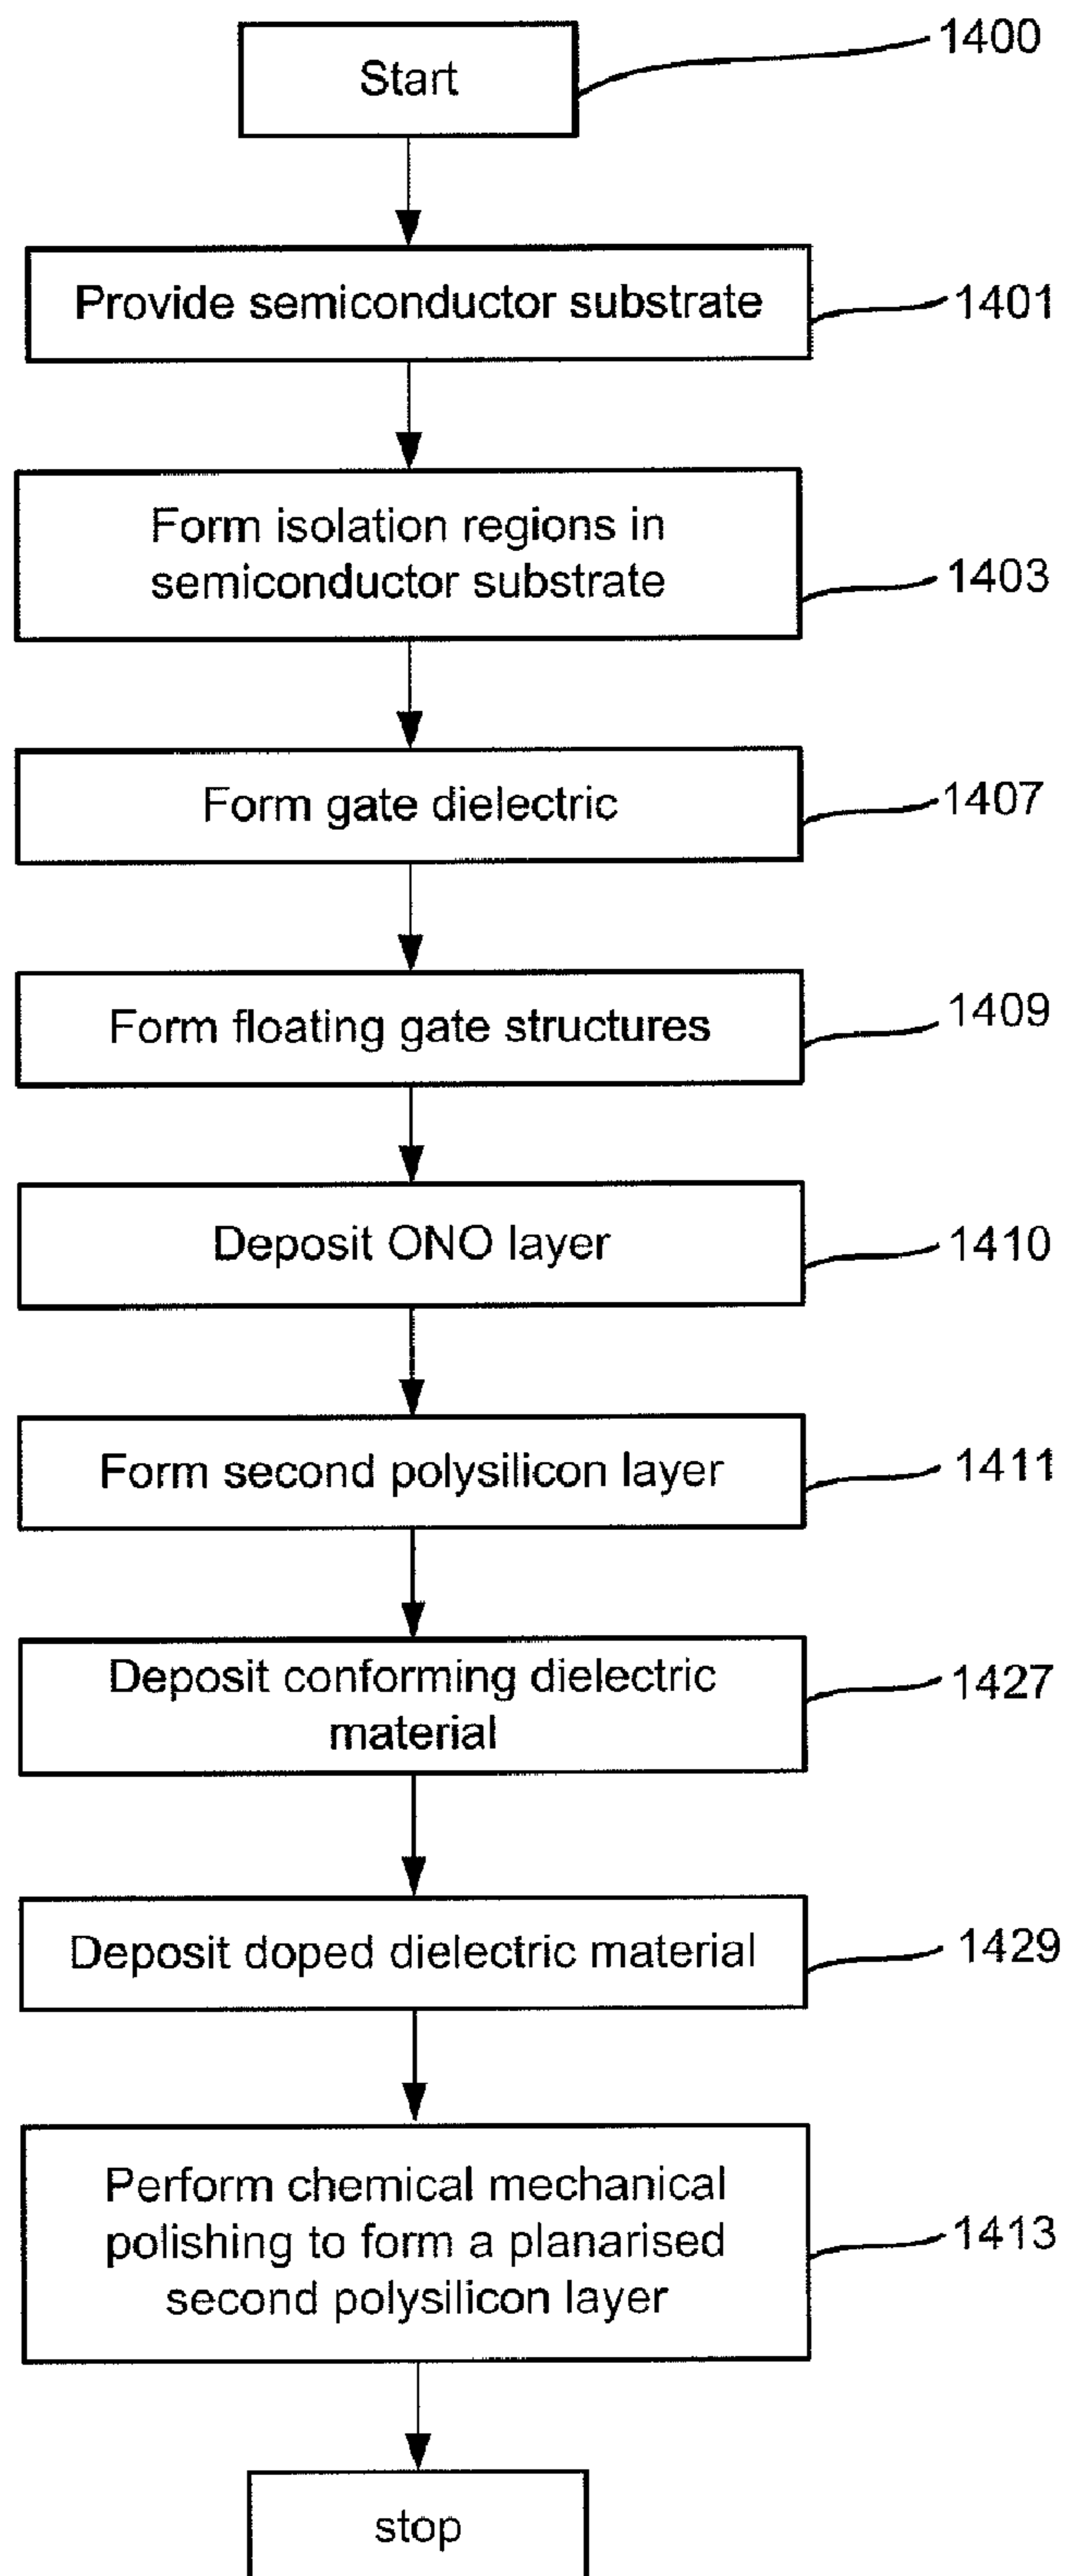 Start
1400
Provide semiconductor substrate
1401
Form isolation regions in
semiconductor substrate
1403
Form gate dielectric
1407
Form floating gate structures
1409
Deposit ONO layer
1410
Form second polysilicon layer
1411
Deposit conforming dielectric
material
1427
Deposit doped dielectric material
1429
Perform chemical mechanical
polishing to form a planarised
second polysilicon layer
1413
stop